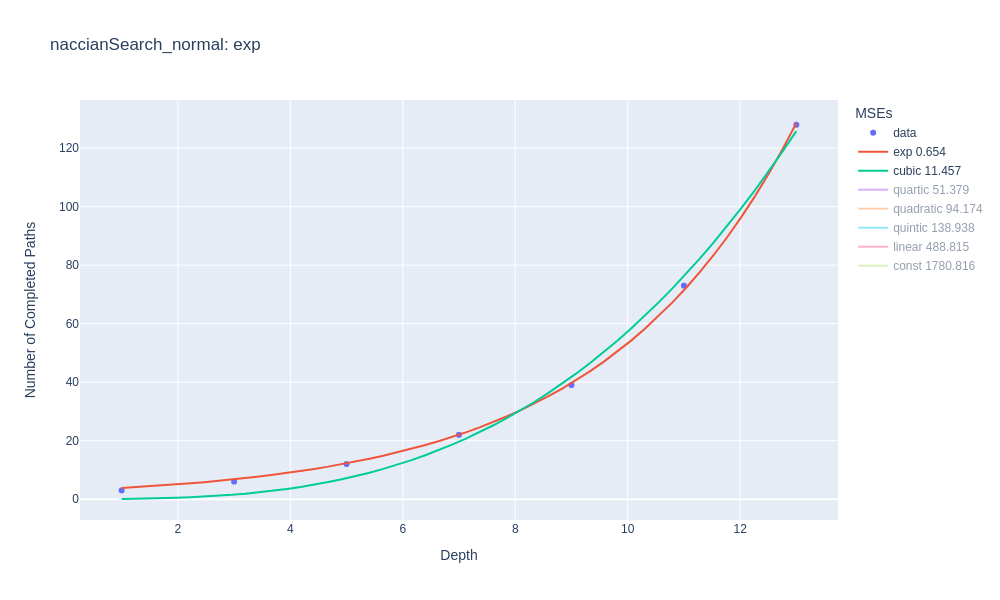 naccianSearch_normal: exp
MSEs
data
exp 0.654
cubic 11.457
quartic 51.379
quadratic 94.174
quintic 138.938
linear 488.815
const 1780.816
Number of Completed Paths
120
100
80
60
40
20
0
2 4 6 8 10 12
Depth